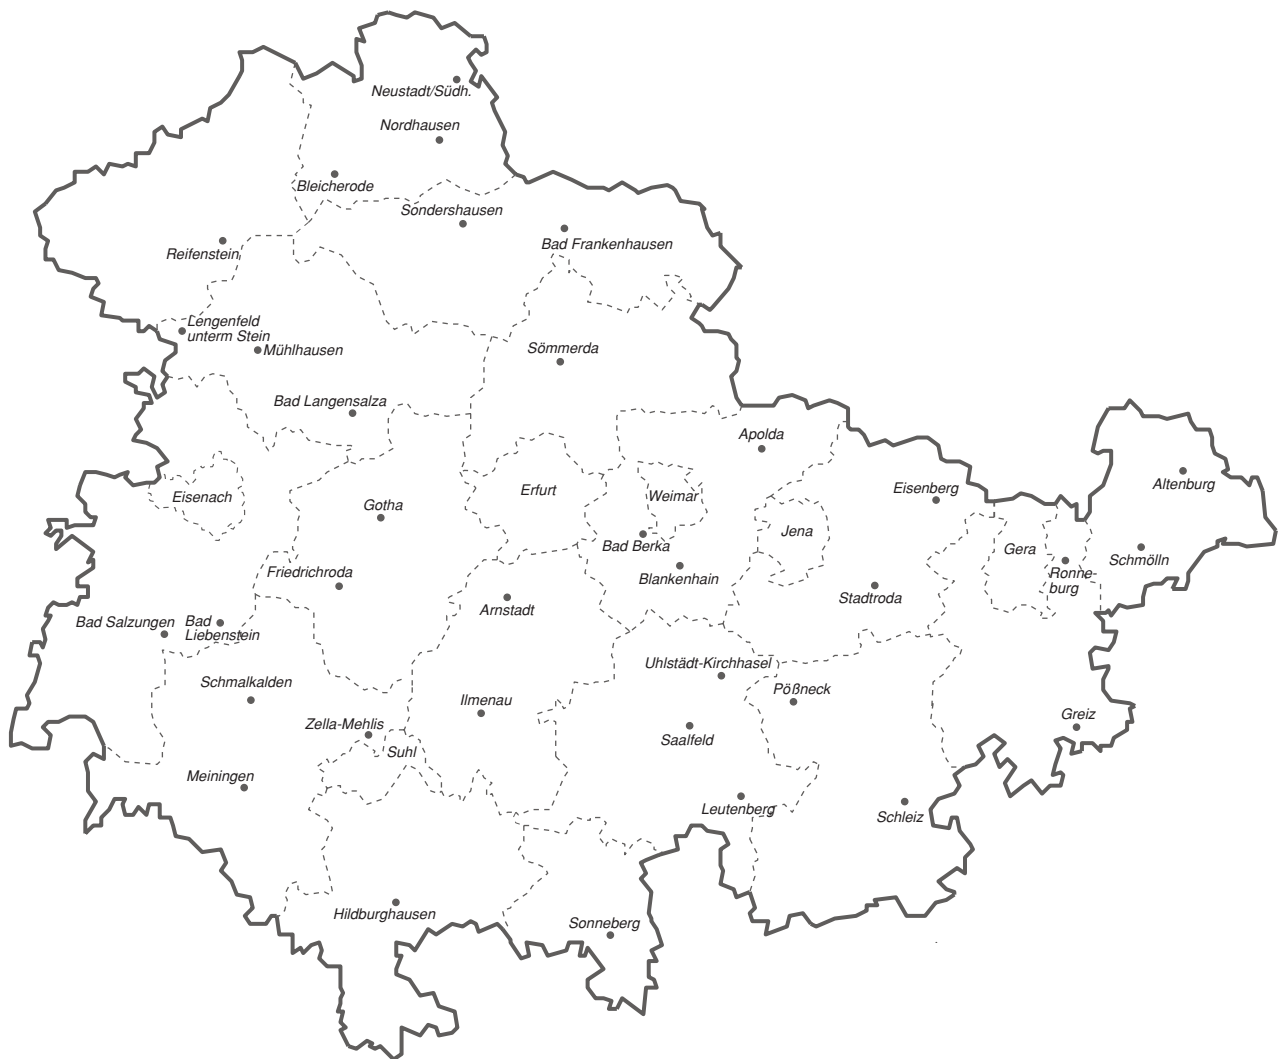 Neustadt/Südh.
Nordhausen
Bleicherode
Sondershausen
Bad Frankenhausen
Reifenstein
Lengenfeld
unterm Stein
Mühlhausen
Sömmerda
Bad Langensalza
Apolda
Altenburg
Eisenach
Gotha
Erfurt
Weimar
Eisenberg
Jena
Gera
Bad Berka
Schmölln
Ronne-
burg
Friedrichroda
Blankenhain
Stadtroda
Arnstadt
Bad Salzungen
Bad
Liebenstein
Uhlstädt-Kirchhasel
Schmalkalden
Pößneck
Ilmenau
Greiz
Zella-Mehlis
Suhl
Saalfeld
Meiningen
Leutenberg
Schleiz
Hildburghausen
Sonneberg